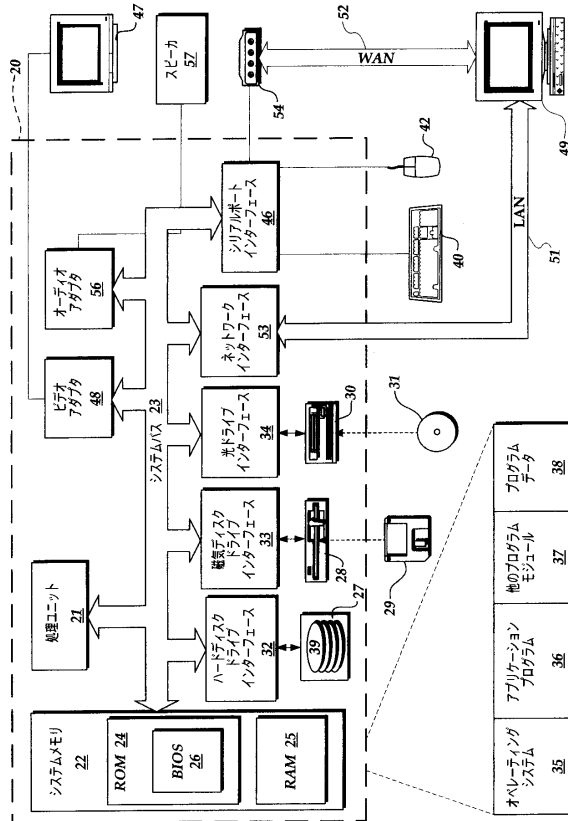 20
システムメモリ
22
ROM 24
BIOS
26
RAM 25
処理ユニット
21
ビデオ
アダプタ
48
オーディオ
アダプタ
56
47
スピーカ
57
システムバス 23
ハードディスク
ドライブ
インターフェース
32
磁気ディスク
ドライブ
インターフェース
33
光ドライブ
インターフェース
34
ネットワーク
インターフェース
53
シリアルポート
インターフェース
46
54
52
WAN
39
27
28
30
29
31
40
42
LAN
51
49
オペレーティング
システム
35
アプリケーション
プログラム
36
他のプログラム
モジュール
37
プログラム
データ
38